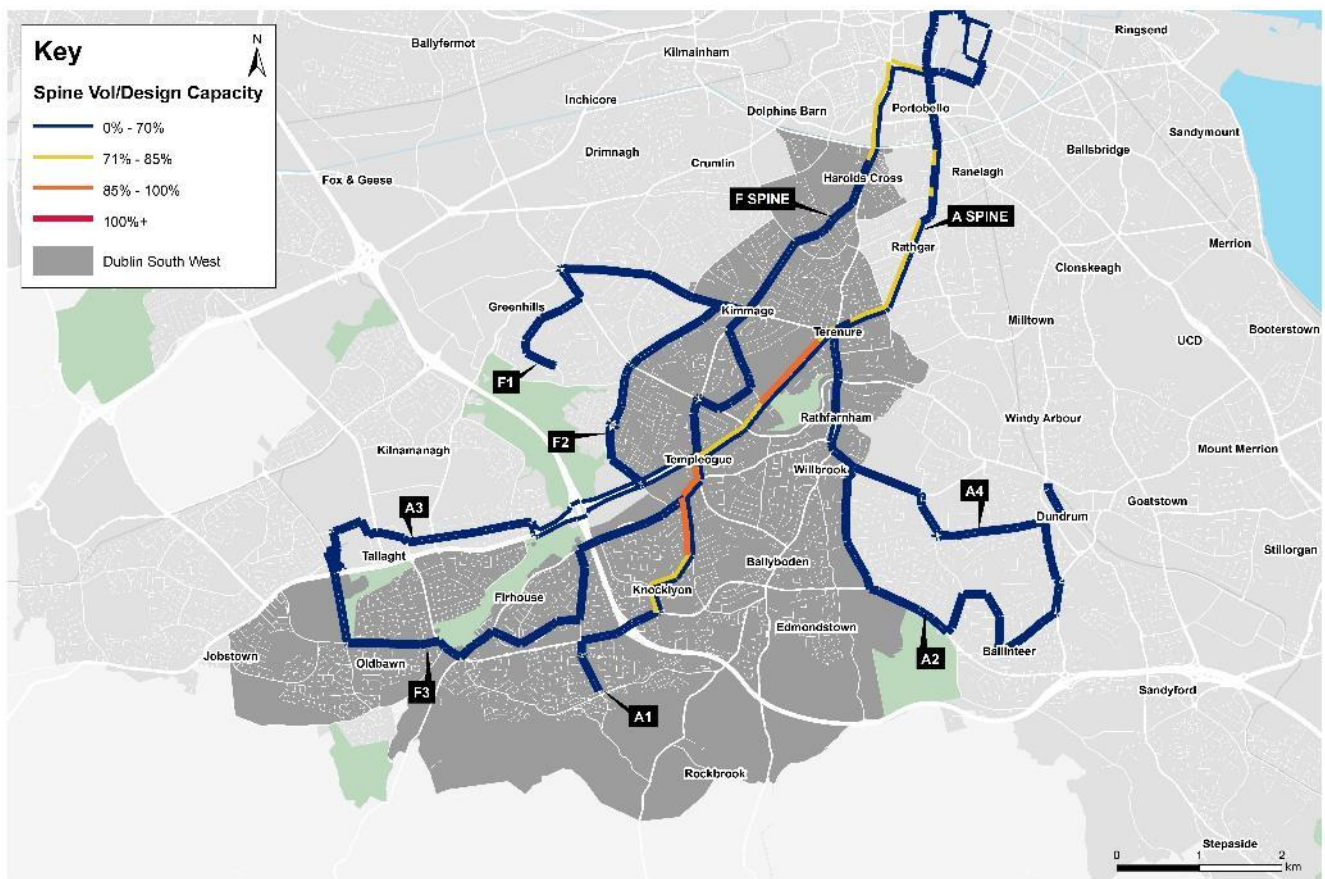 Key
N
Spine Vol/Design Capacity
0% - 70%
71% - 85%
85% - 100%
100%+
Dublin South West
Ballyfermot
Kilmainham
Ringsend
Inchicore
Dolphins Barn
Portobello
Sandymount
Drimnagh
Crumlin
Ballsbridge
Fox & Geese
Harolds Cross
Ranelagh
F SPINE
A SPINE
Rathgar
Merrion
Clonskeagh
Greenhills
Kimmage
Terenure
Milltown
Booterstown
UCD
F1
Rathfarnham
Windy Arbour
F2
Kilnamanagh
Templeogue
Willbrook
Mount Merrion
A3
A4
Goatstown
Dundrum
Tallaght
Stillorgan
Ballyboden
Firhouse
Knocklyon
Edmondstown
Jobstown
Oldbawn
A2
Ballinteer
F3
Sandyford
A1
Rockbrook
Stepaside
0 1 2
km